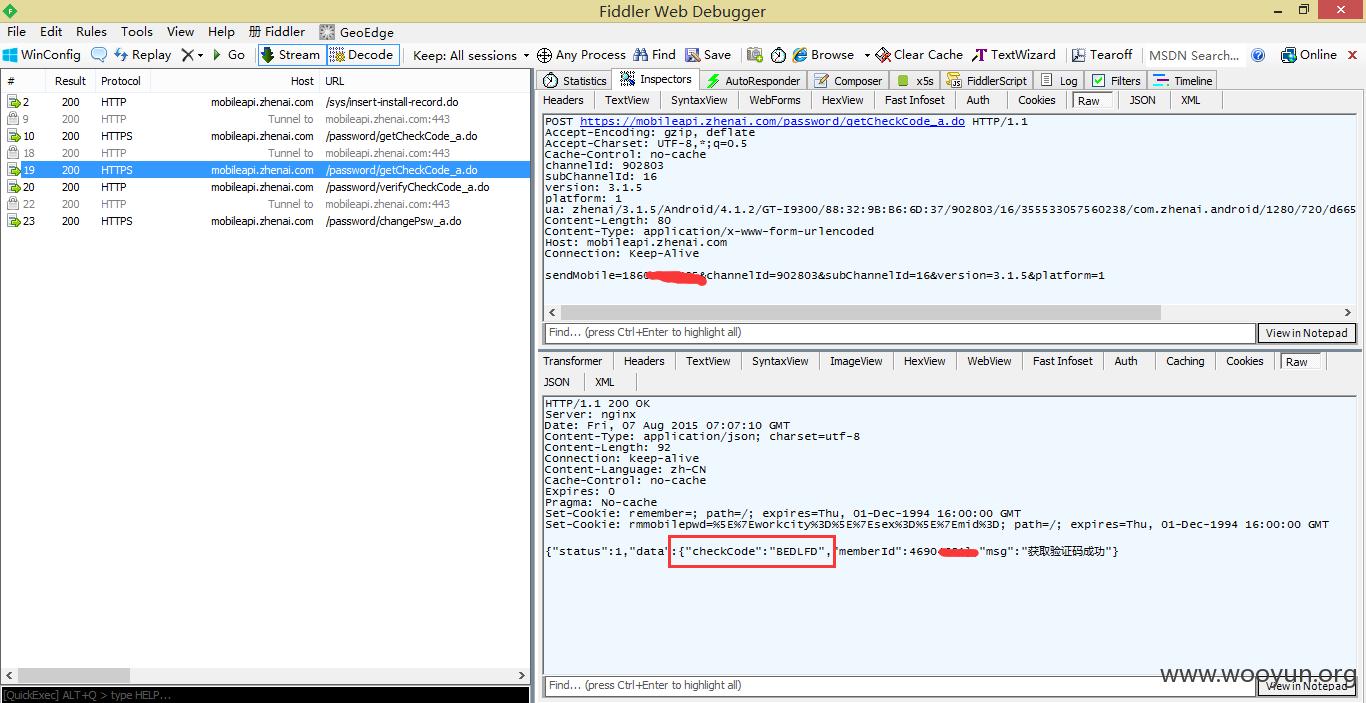 Fiddler Web Debugger
File Edit Rules Tools View Help Fiddler GeoEdge
WinConfig Replay Go Stream Decode Keep: All sessions Any Process Find Save Browse Clear Cache TextWizard Tearoff MSDN Search... Online
# Result Protocol Host URL
2 200 HTTP mobileapi.zhenai.com /sys/insert-install-record.do
9 200 HTTP Tunnel to mobileapi.zhenai.com:443
10 200 HTTPS mobileapi.zhenai.com /password/getCheckCode_a.do
18 200 HTTP Tunnel to mobileapi.zhenai.com:443
19 200 HTTPS mobileapi.zhenai.com /password/getCheckCode_a.do
20 200 HTTP mobileapi.zhenai.com /password/verifyCheckCode_a.do
22 200 HTTP Tunnel to mobileapi.zhenai.com:443
23 200 HTTPS mobileapi.zhenai.com /password/changePsw_a.do
[QuickExec] ALT+Q > type HELP...
Statistics Inspectors AutoResponder Composer x5s FiddlerScript Log Filters Timeline
Headers TextView SyntaxView WebForms HexView Fast Infoset Auth Cookies Raw JSON XML
POST https://mobileapi.zhenai.com/password/getCheckCode_a.do HTTP/1.1
Accept-Encoding: gzip, deflate
Accept-Charset: UTF-8,*;q=0.5
Cache-Control: no-cache
channelId: 902803
subChannelId: 16
version: 3.1.5
platform: 1
ua: zhenai/3.1.5/Android/4.1.2/GT-I9300/88:32:9B:B6:6D:37/902803/16/355533057560238/com.zhenai.android/1280/720/d665
Content-Length: 80
Content-Type: application/x-www-form-urlencoded
Host: mobileapi.zhenai.com
Connection: Keep-Alive
sendMobile=186 &channelId=902803&subChannelId=16&version=3.1.5&platform=1
Find... (press Ctrl+Enter to highlight all) View in Notepad
Transformer Headers TextView SyntaxView ImageView HexView WebView Fast Infoset Auth Caching Cookies Raw
JSON XML
HTTP/1.1 200 OK
Server: nginx
Date: Fri, 07 Aug 2015 07:07:10 GMT
Content-Type: application/json; charset=utf-8
Content-Length: 92
Connection: keep-alive
Content-Language: zh-CN
Cache-Control: no-cache
Expires: 0
Pragma: No-cache
Set-Cookie: remember=; path=/; expires=Thu, 01-Dec-1994 16:00:00 GMT
Set-Cookie: rmmobilepwd=%5E%7Eworkcity%3D%5E%7Esex%3D%5E%7Emid%3D; path=/; expires=Thu, 01-Dec-1994 16:00:00 GMT
{"status":1,"data":{"checkCode":"BEDLFD","memberId":4690 "msg":"获取验证码成功"}
www.wooyun.org
Find... (press Ctrl+Enter to highlight all) View in Notepad